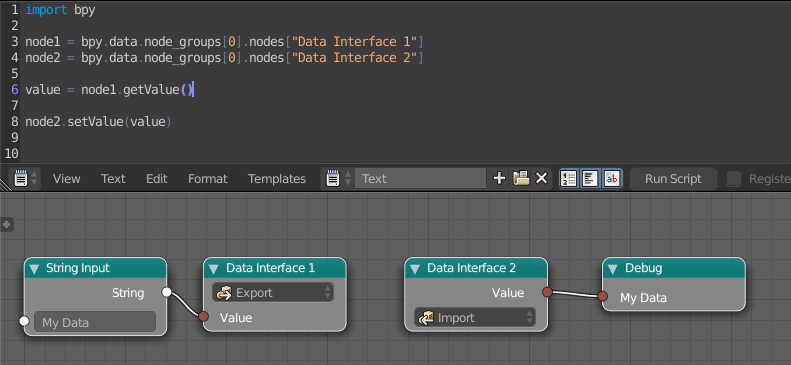 1 import bpy
2
3 node1 = bpy.data.node_groups[0].nodes["Data Interface 1"]
4 node2 = bpy.data.node_groups[0].nodes["Data Interface 2"]
5
6 value = node1.getValue()
7
8 node2.setValue(value)
9
10
View Text Edit Format Templates Text Run Script Registe
String Input Data Interface 1 Data Interface 2 Debug
String Export Value My Data
My Data Value Import